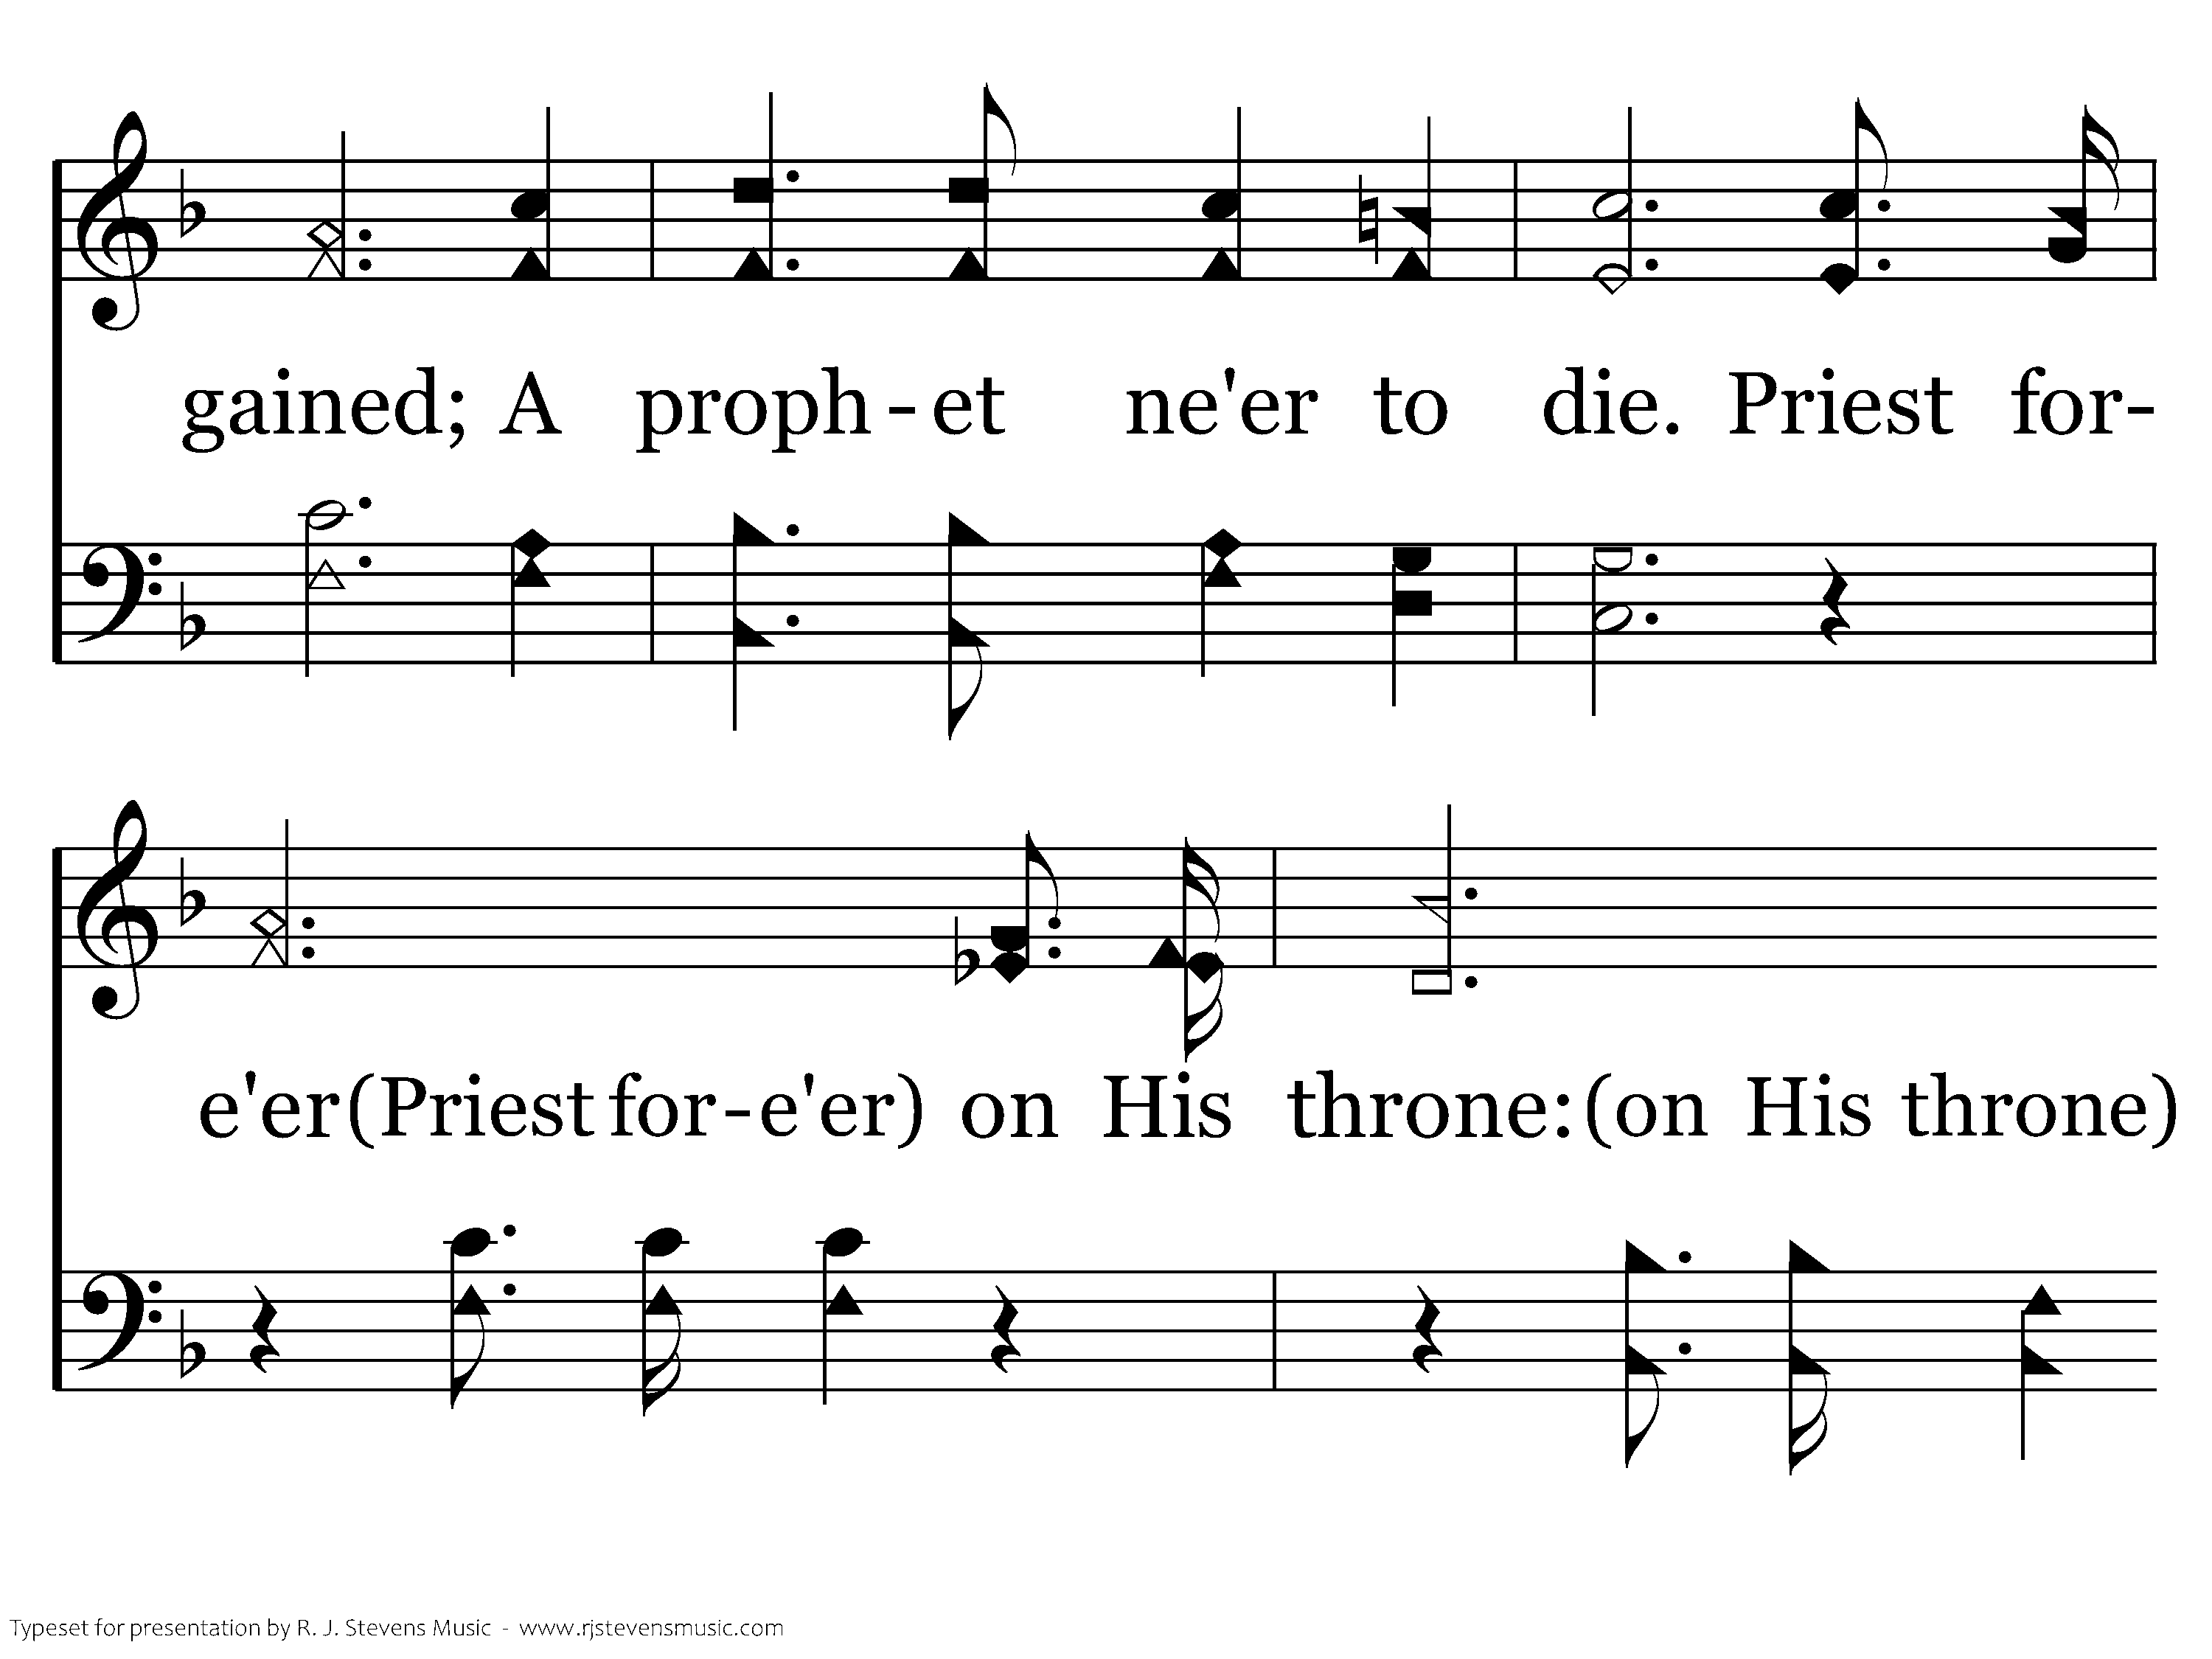 gained; A proph - et ne'er to die. Priest for-
e'er (Priest for - e'er) on His throne: (on His throne)
Typeset for presentation by R. J. Stevens Music - www.rjstevensmusic.com